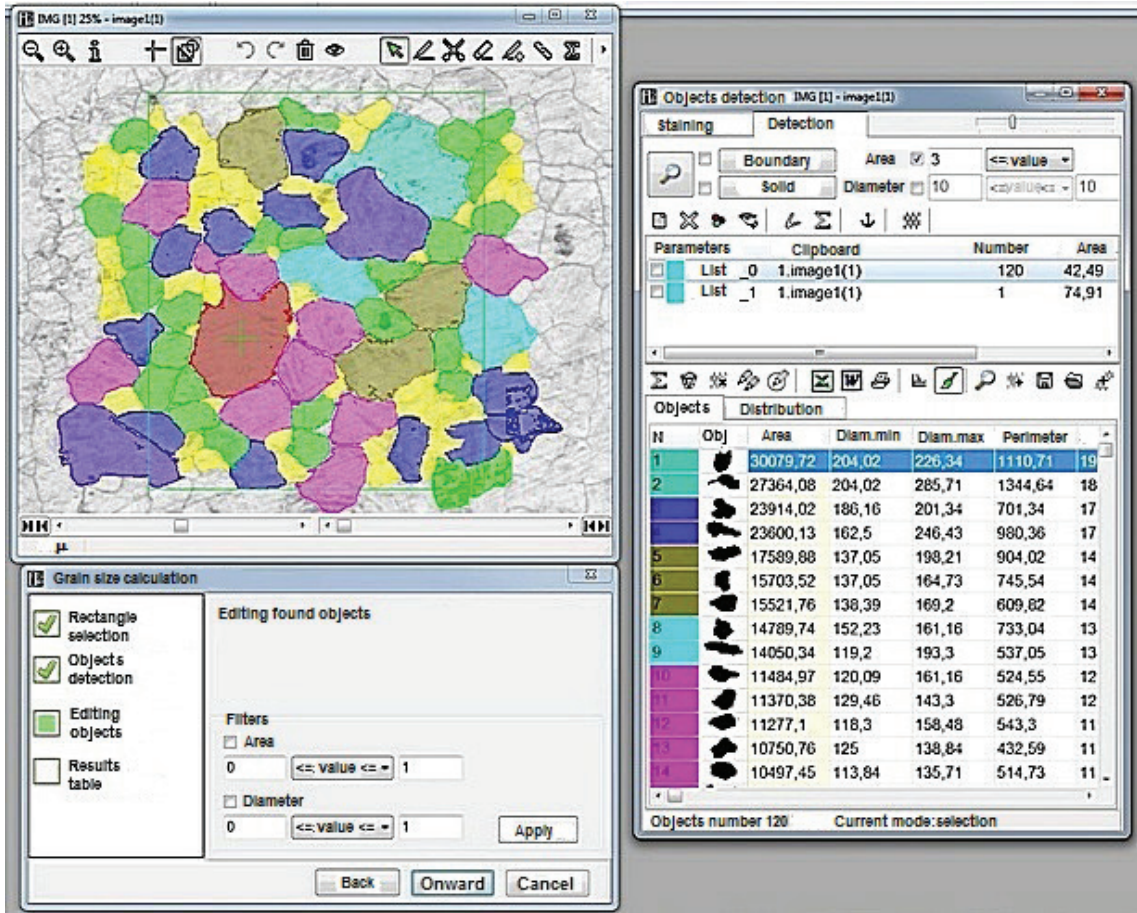 IMG [1] 25% - image1(1)
μ
Grain size calculation
Rectangle
selection
Objects
detection
Editing
objects
Results
table
Editing found objects
Filters
Area
0 <= value <= 1
Diameter
0 <= value <= 1
Apply
Back Onward Cancel
Objects detection IMG [1] - image1(1)
Staining Detection
Boundary Area 3 <= value
Solid Diameter 10 <=value<= 10
Parameters Clipboard Number Area
List _0 1.image1(1) 120 42,49
List _1 1.image1(1) 1 74,91
Objects Distribution
N Obj Area Diam.min Diam.max Perimeter
1 30079,72 204,02 226,34 1110,71 19
2 27364,08 204,02 285,71 1344,64 18
23914,02 186,16 201,34 701,34 17
23600,13 162,5 246,43 980,36 17
5 17589,88 137,05 198,21 904,02 14
6 15703,52 137,05 164,73 745,54 14
7 15521,76 138,39 169,2 609,82 14
8 14789,74 152,23 161,16 733,04 13
9 14050,34 119,2 193,3 537,05 13
10 11484,97 120,09 161,16 524,55 12
11 11370,38 129,46 143,3 526,79 12
12 11277,1 118,3 158,48 543,3 11
13 10750,76 125 138,84 432,59 11
14 10497,45 113,84 135,71 514,73 11
Objects number 120 Current mode:selection